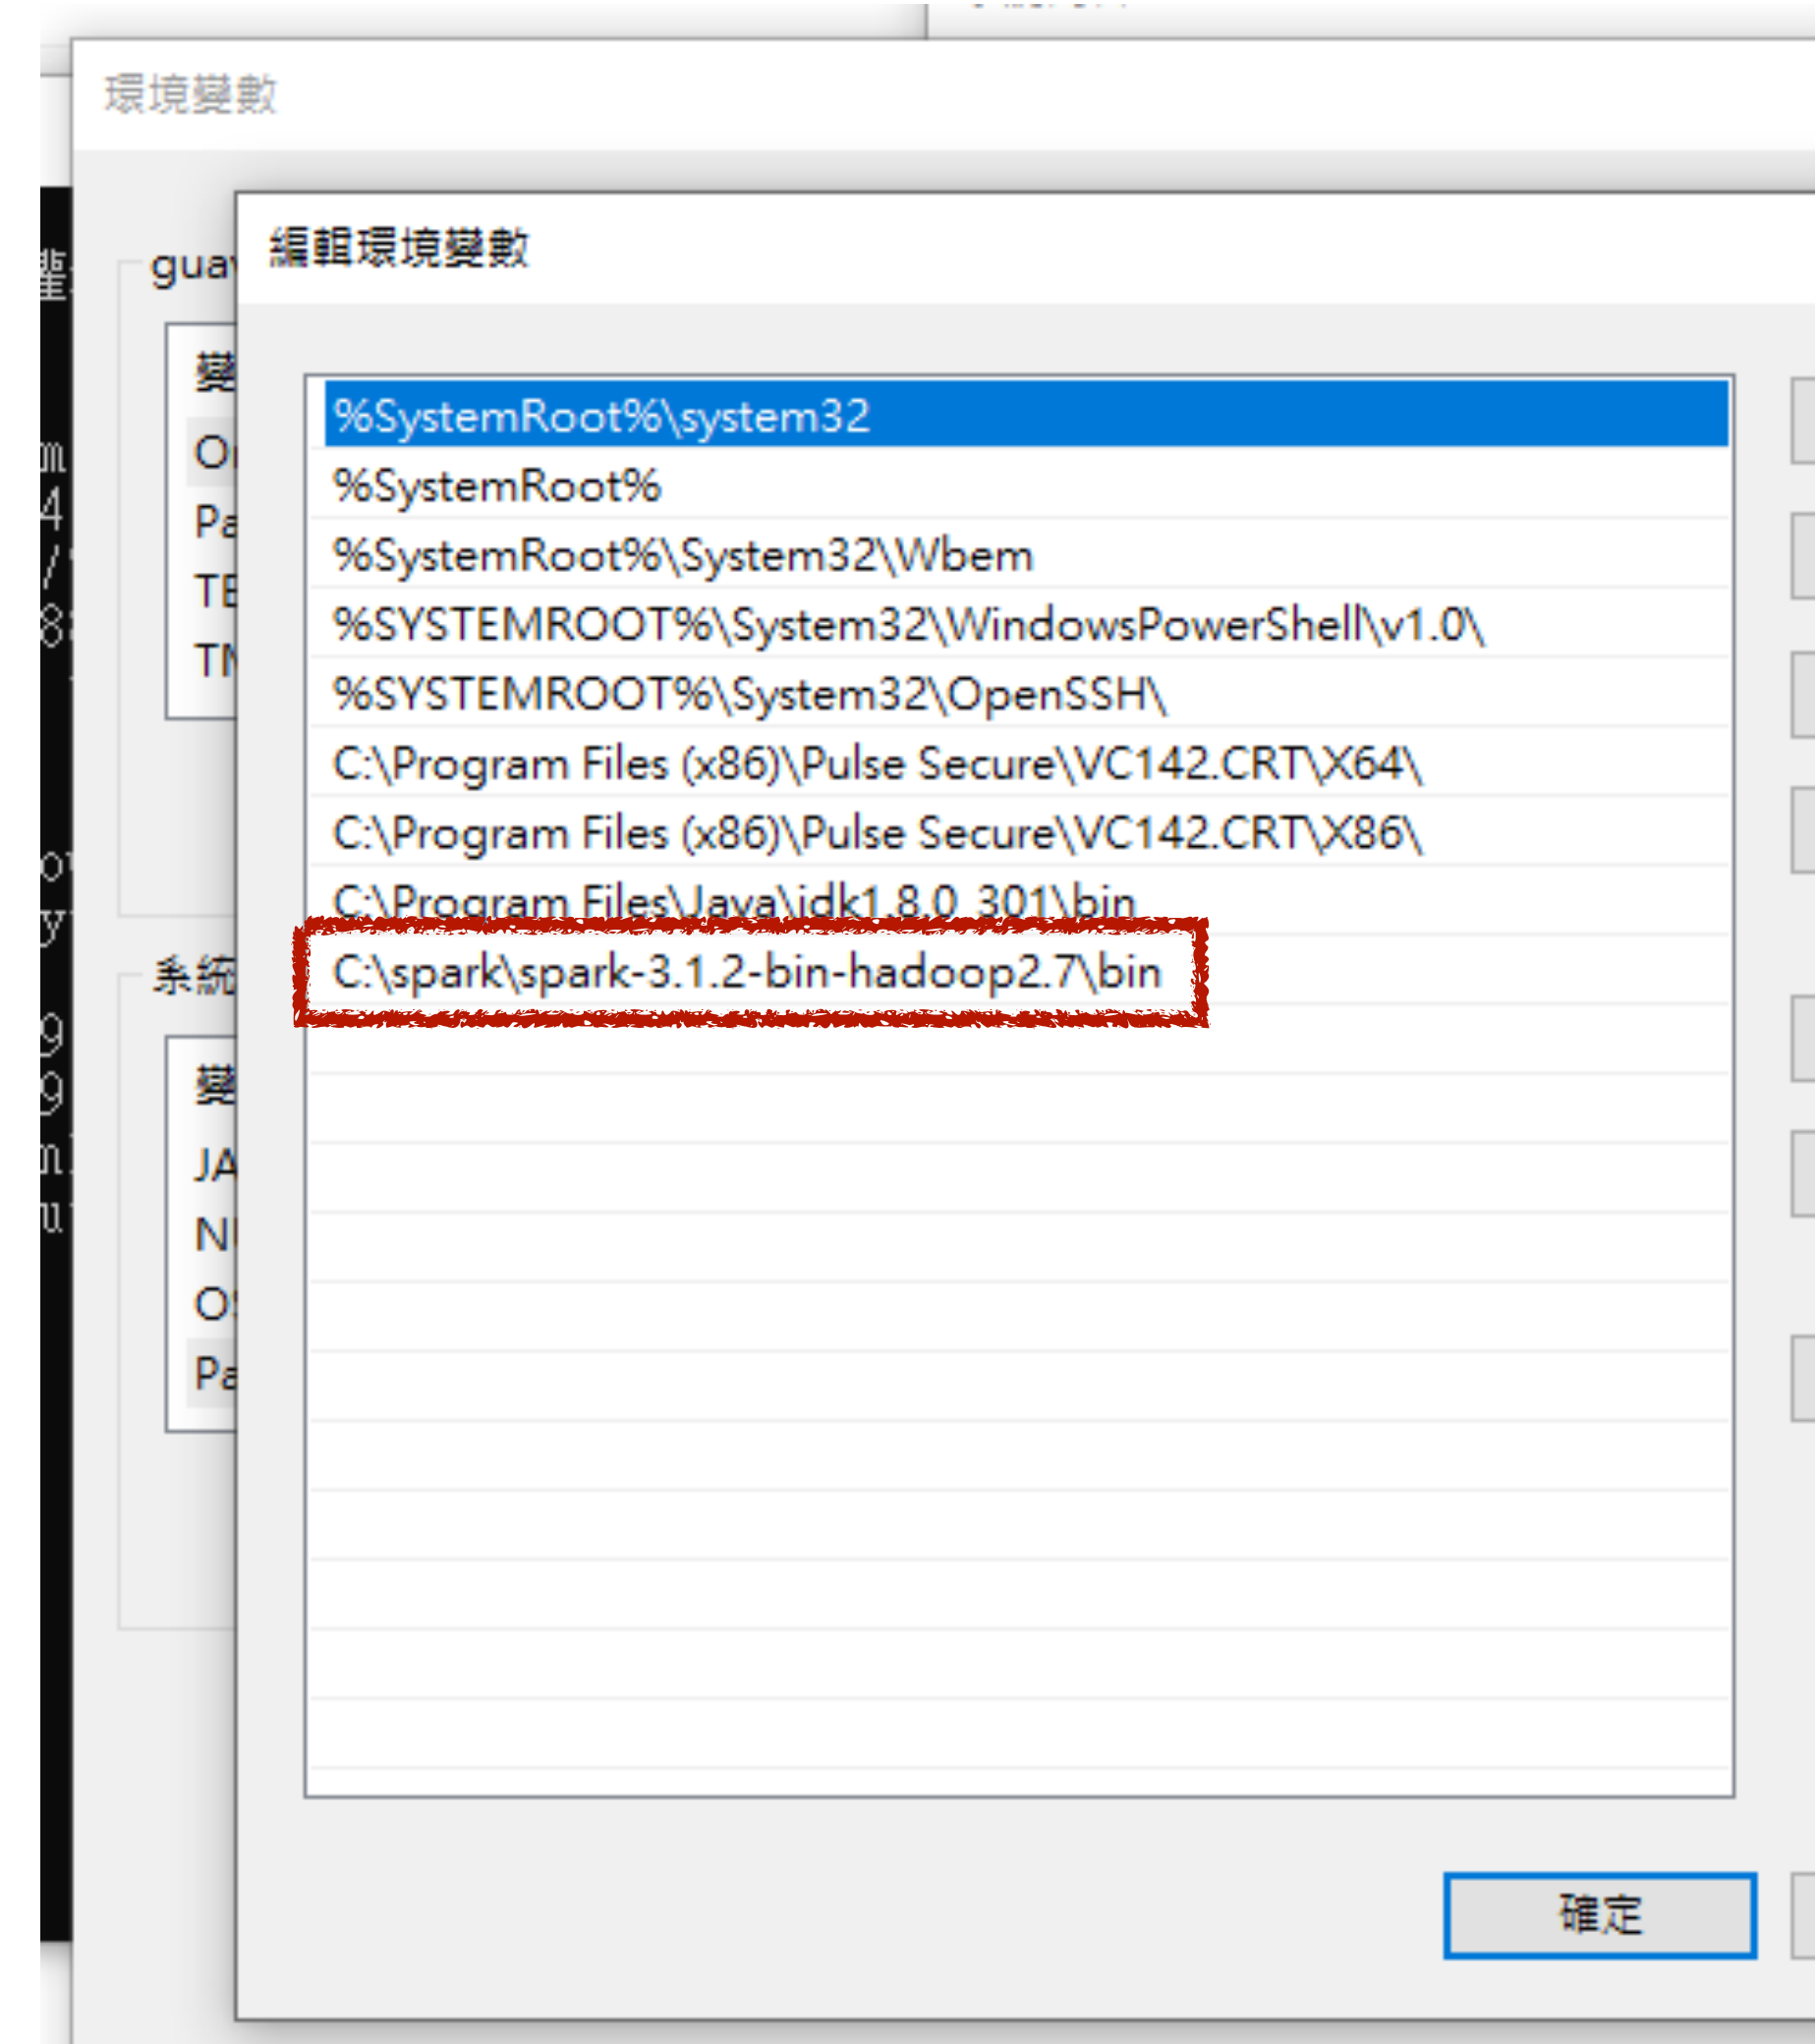 環境變數
編輯環境變數
%SystemRoot%\system32
%SystemRoot%
%SystemRoot%\System32\Wbem
%SYSTEMROOT%\System32\WindowsPowerShell\v1.0\
%SYSTEMROOT%\System32\OpenSSH\
C:\Program Files (x86)\Pulse Secure\VC142.CRT\X64\
C:\Program Files (x86)\Pulse Secure\VC142.CRT\X86\
C:\Program Files\Java\jdk1.8.0_301\bin
C:\spark\spark-3.1.2-bin-hadoop2.7\bin
系統
確定